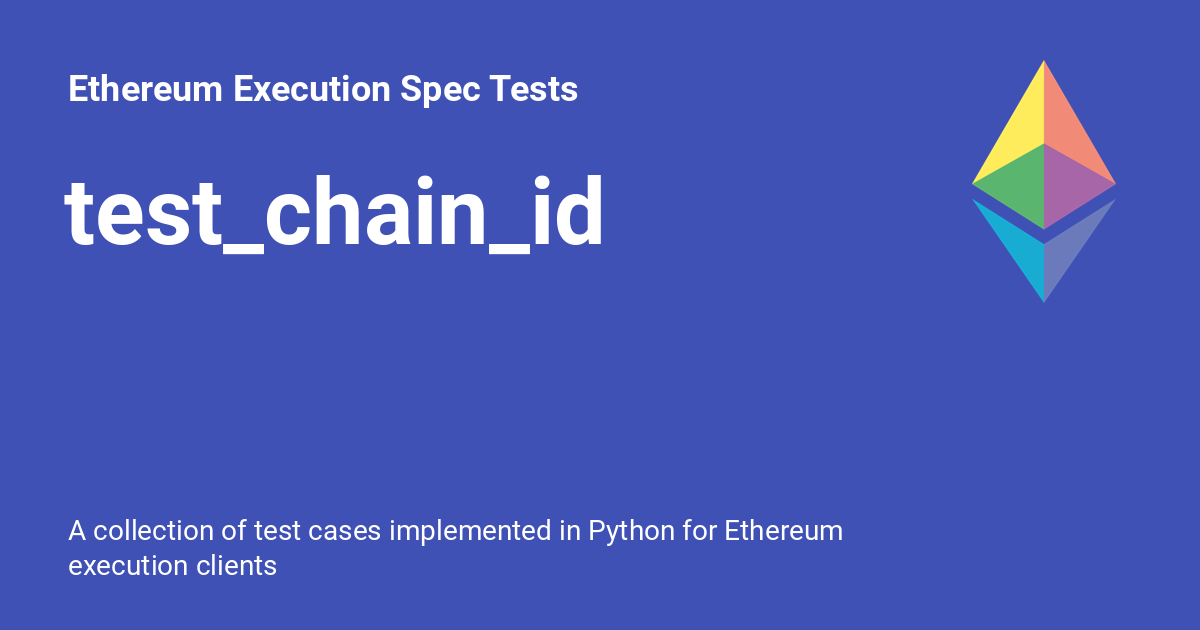 Ethereum Execution Spec Tests
test_chain_id
A collection of test cases implemented in Python for Ethereum
execution clients